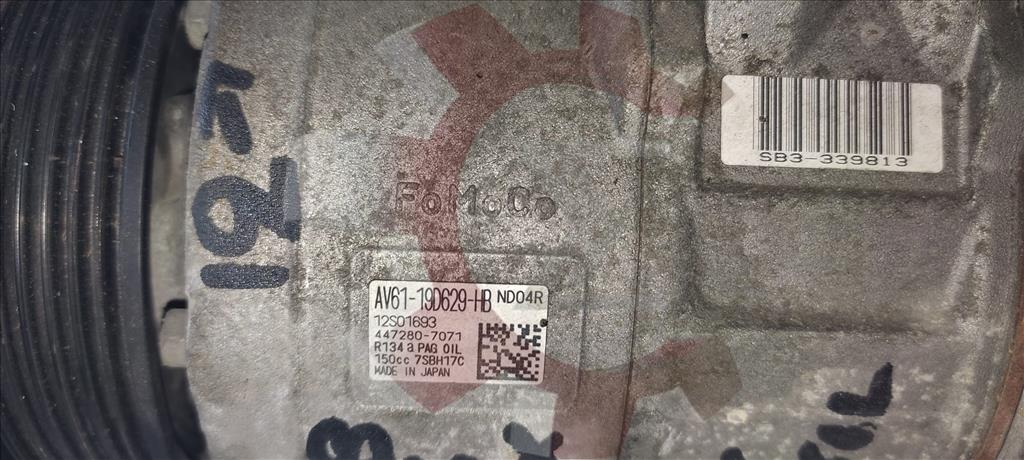 SB3-339813
FoMoCo
AV61-19D629-HB ND04R
12S01693
447280-7071
R134a PAG OIL
150cc 7SBH17C
MADE IN JAPAN